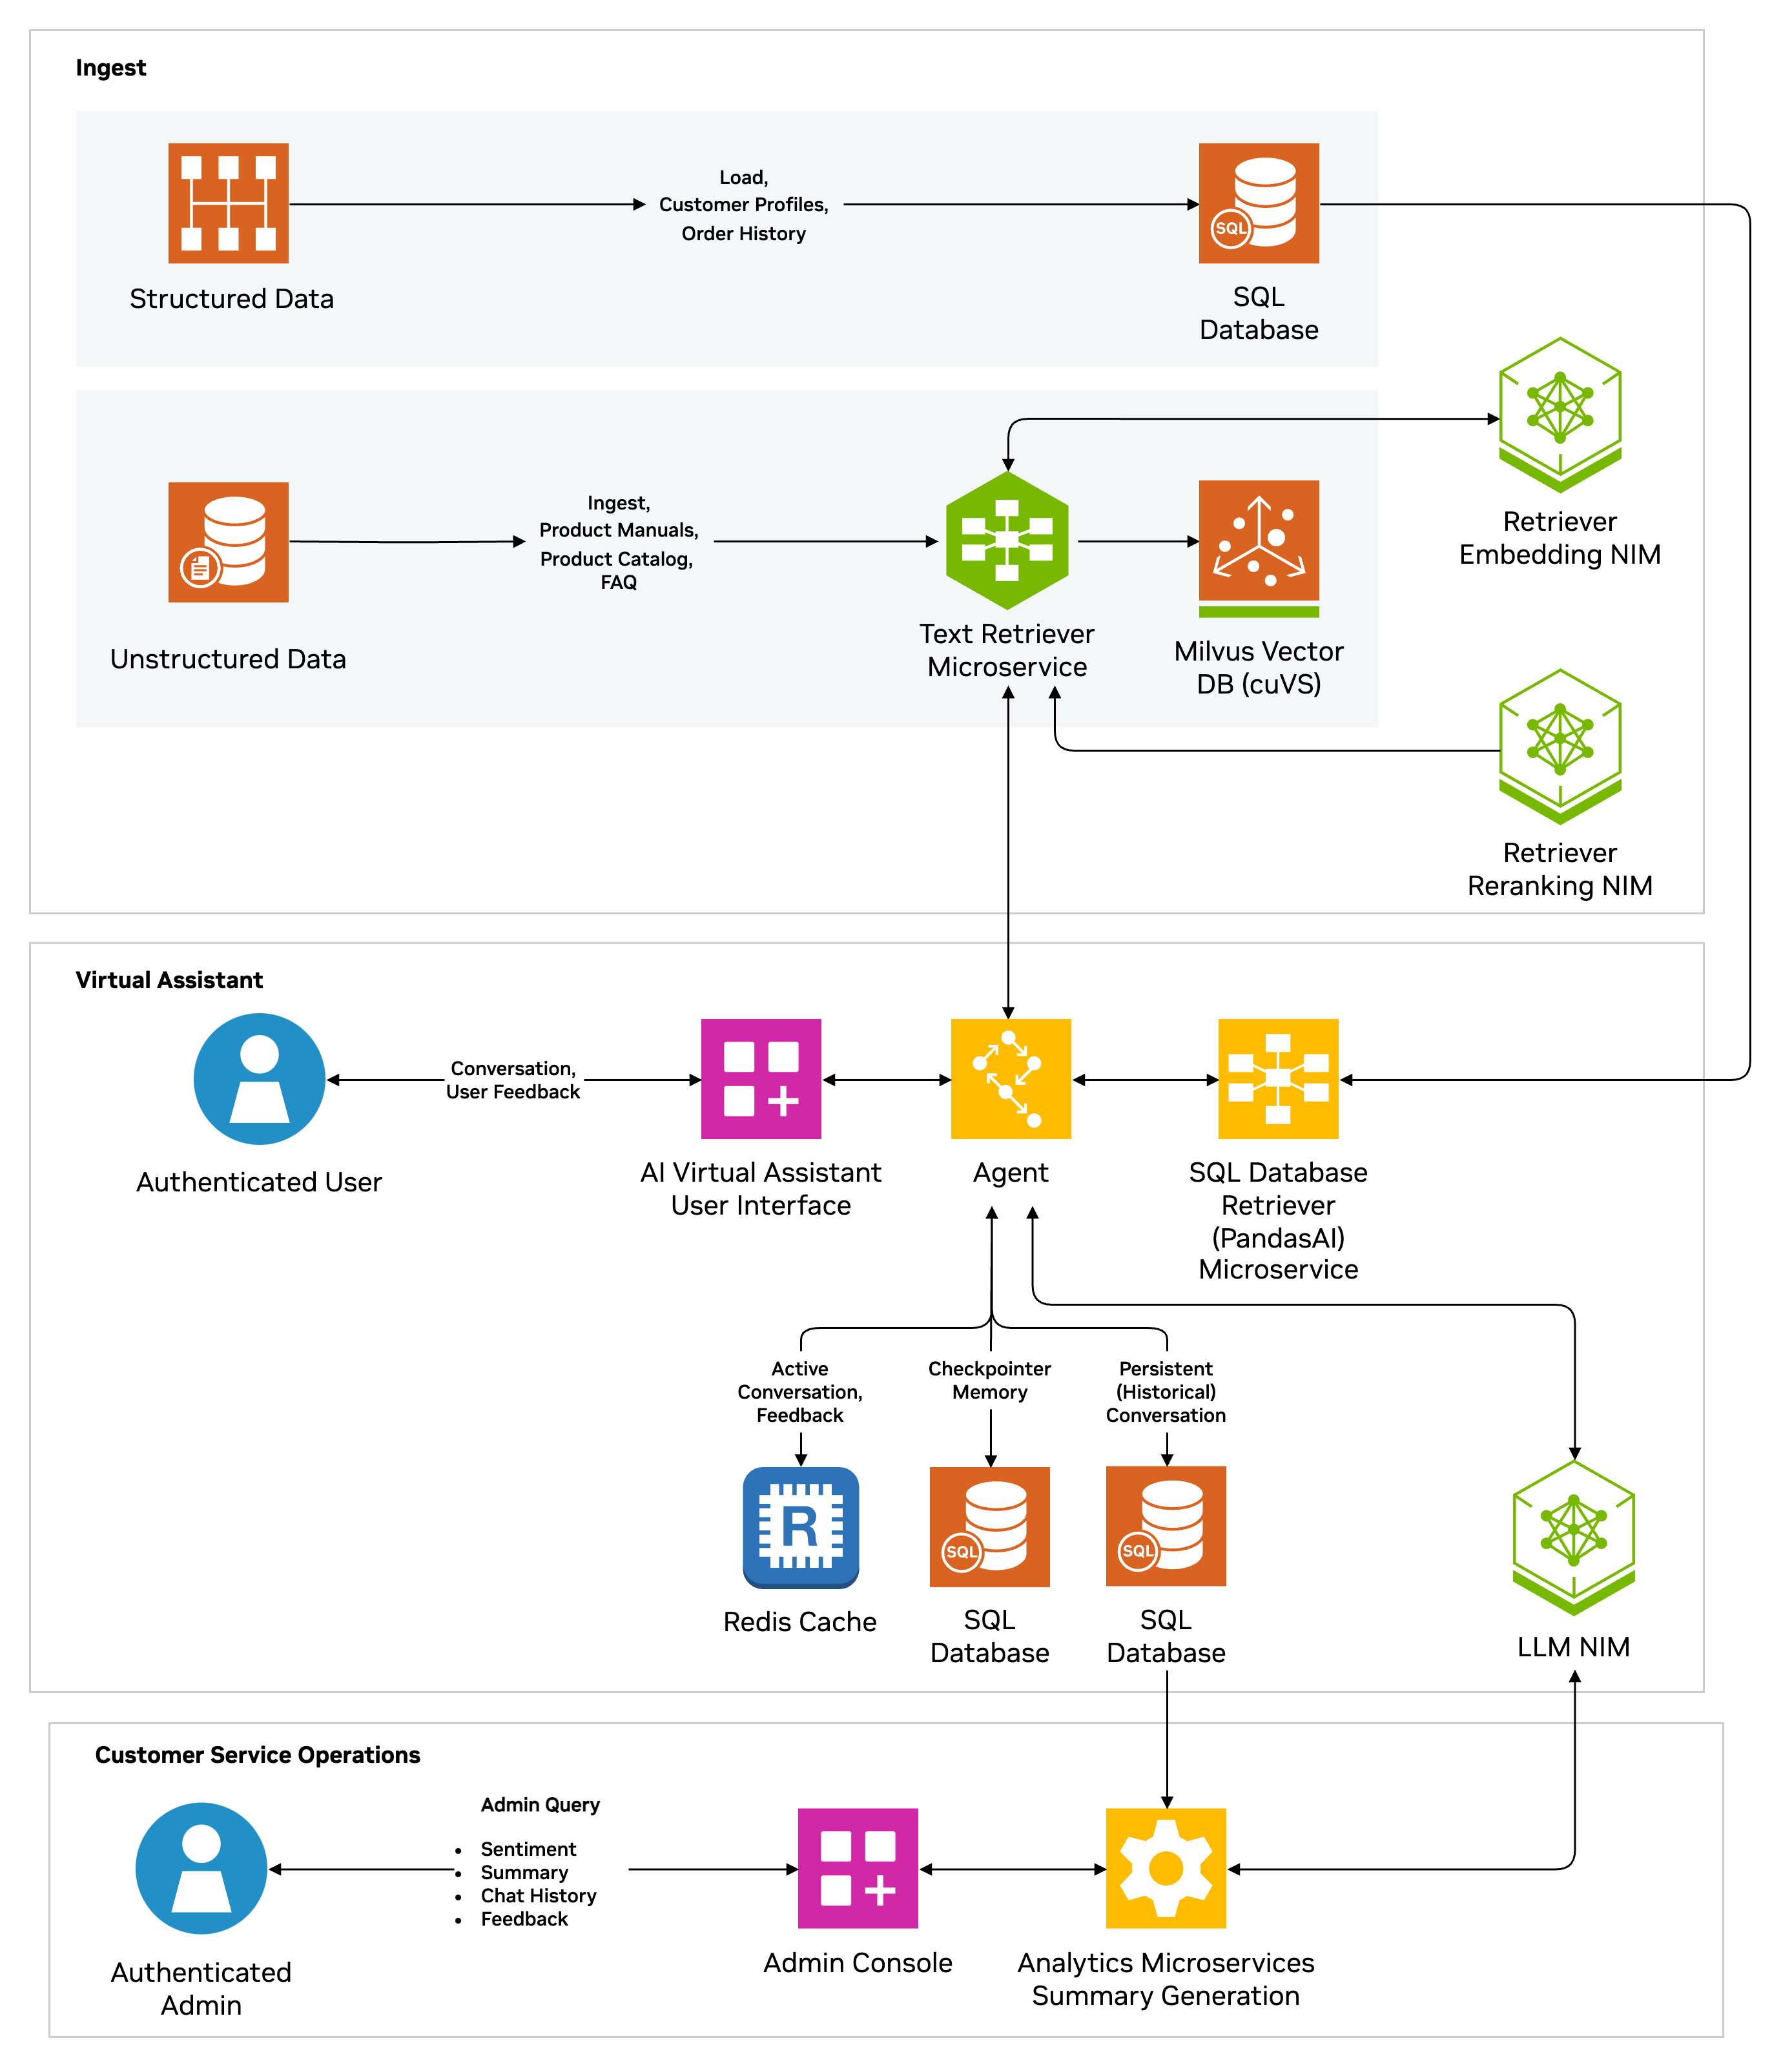 Ingest
Load,
Customer Profiles,
Order History
SQL
Structured Data
SQL
Database
Ingest,
Product Manuals,
Product Catalog,
FAQ
Unstructured Data
Text Retriever
Microservice
Milvus Vector
DB (cuVS)
Retriever
Embedding NIM
Retriever
Reranking NIM
Virtual Assistant
Conversation,
User Feedback
Authenticated User
AI Virtual Assistant
User Interface
Agent
SQL Database
Retriever
(PandasAI)
Microservice
Active
Conversation,
Feedback
Checkpointer
Memory
Persistent
(Historical)
Conversation
R
SQL
SQL
Redis Cache
SQL
Database
SQL
Database
LLM NIM
Customer Service Operations
Admin Query
• Sentiment
• Summary
• Chat History
• Feedback
Authenticated
Admin
Admin Console
Analytics Microservices
Summary Generation